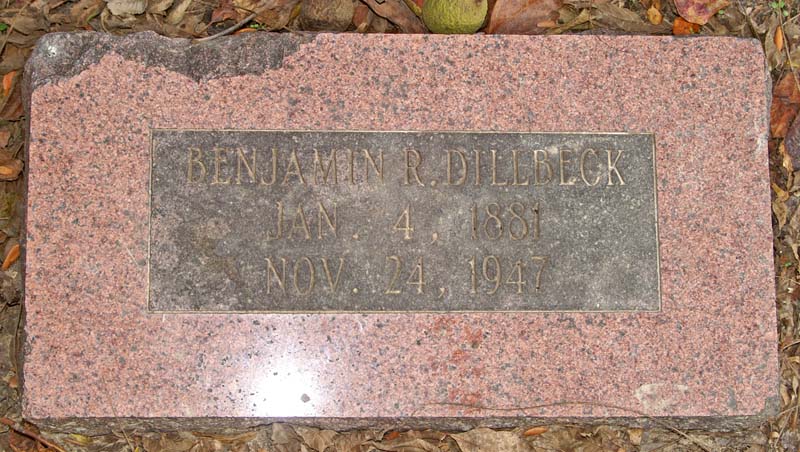 BENJAMIN R. DILLBECK
JAN. 4, 1881
NOV. 24, 1947